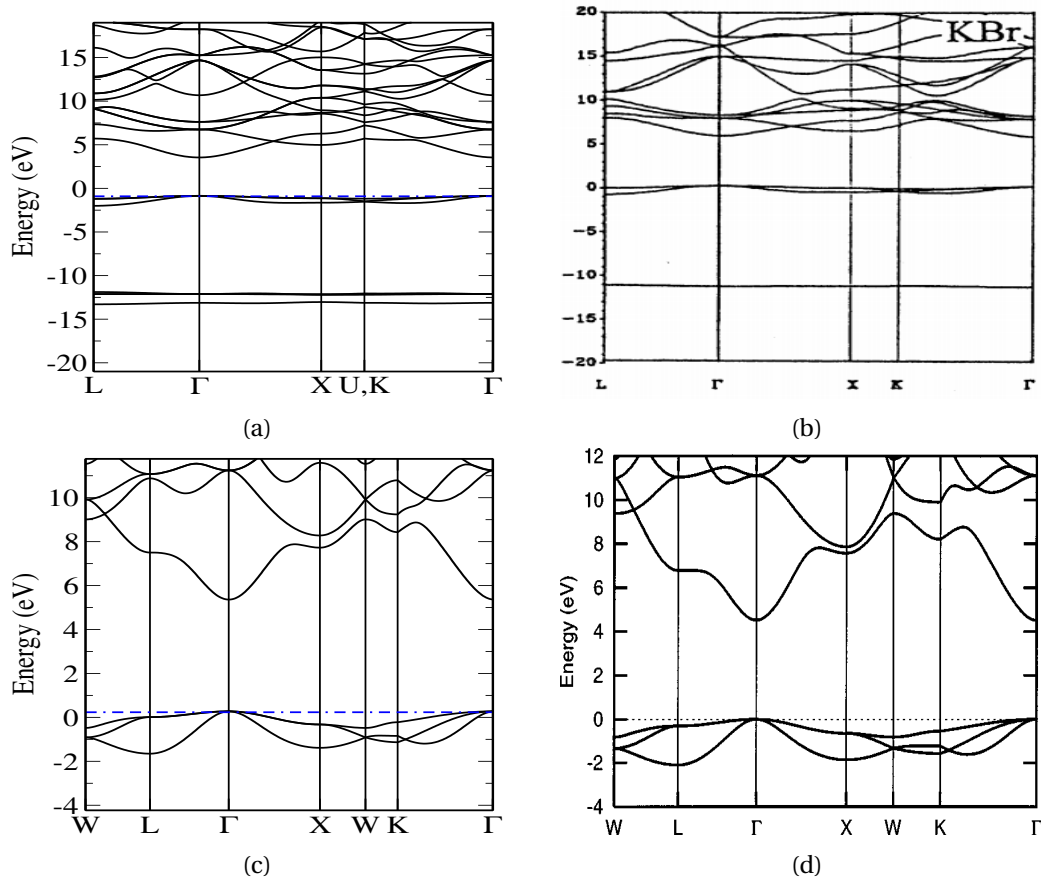 15
10
5
0
-5
-10
-15
-20
Energy (eV)
L Γ X U,K Γ
(a)
20
15
10
5
0
-5
-10
-15
-20
KBr
L Γ X K Γ
(b)
10
8
6
4
2
0
-2
-4
Energy (eV)
W L Γ X W K Γ
(c)
12
10
8
6
4
2
0
-2
-4
Energy (eV)
W L Γ X W K Γ
(d)